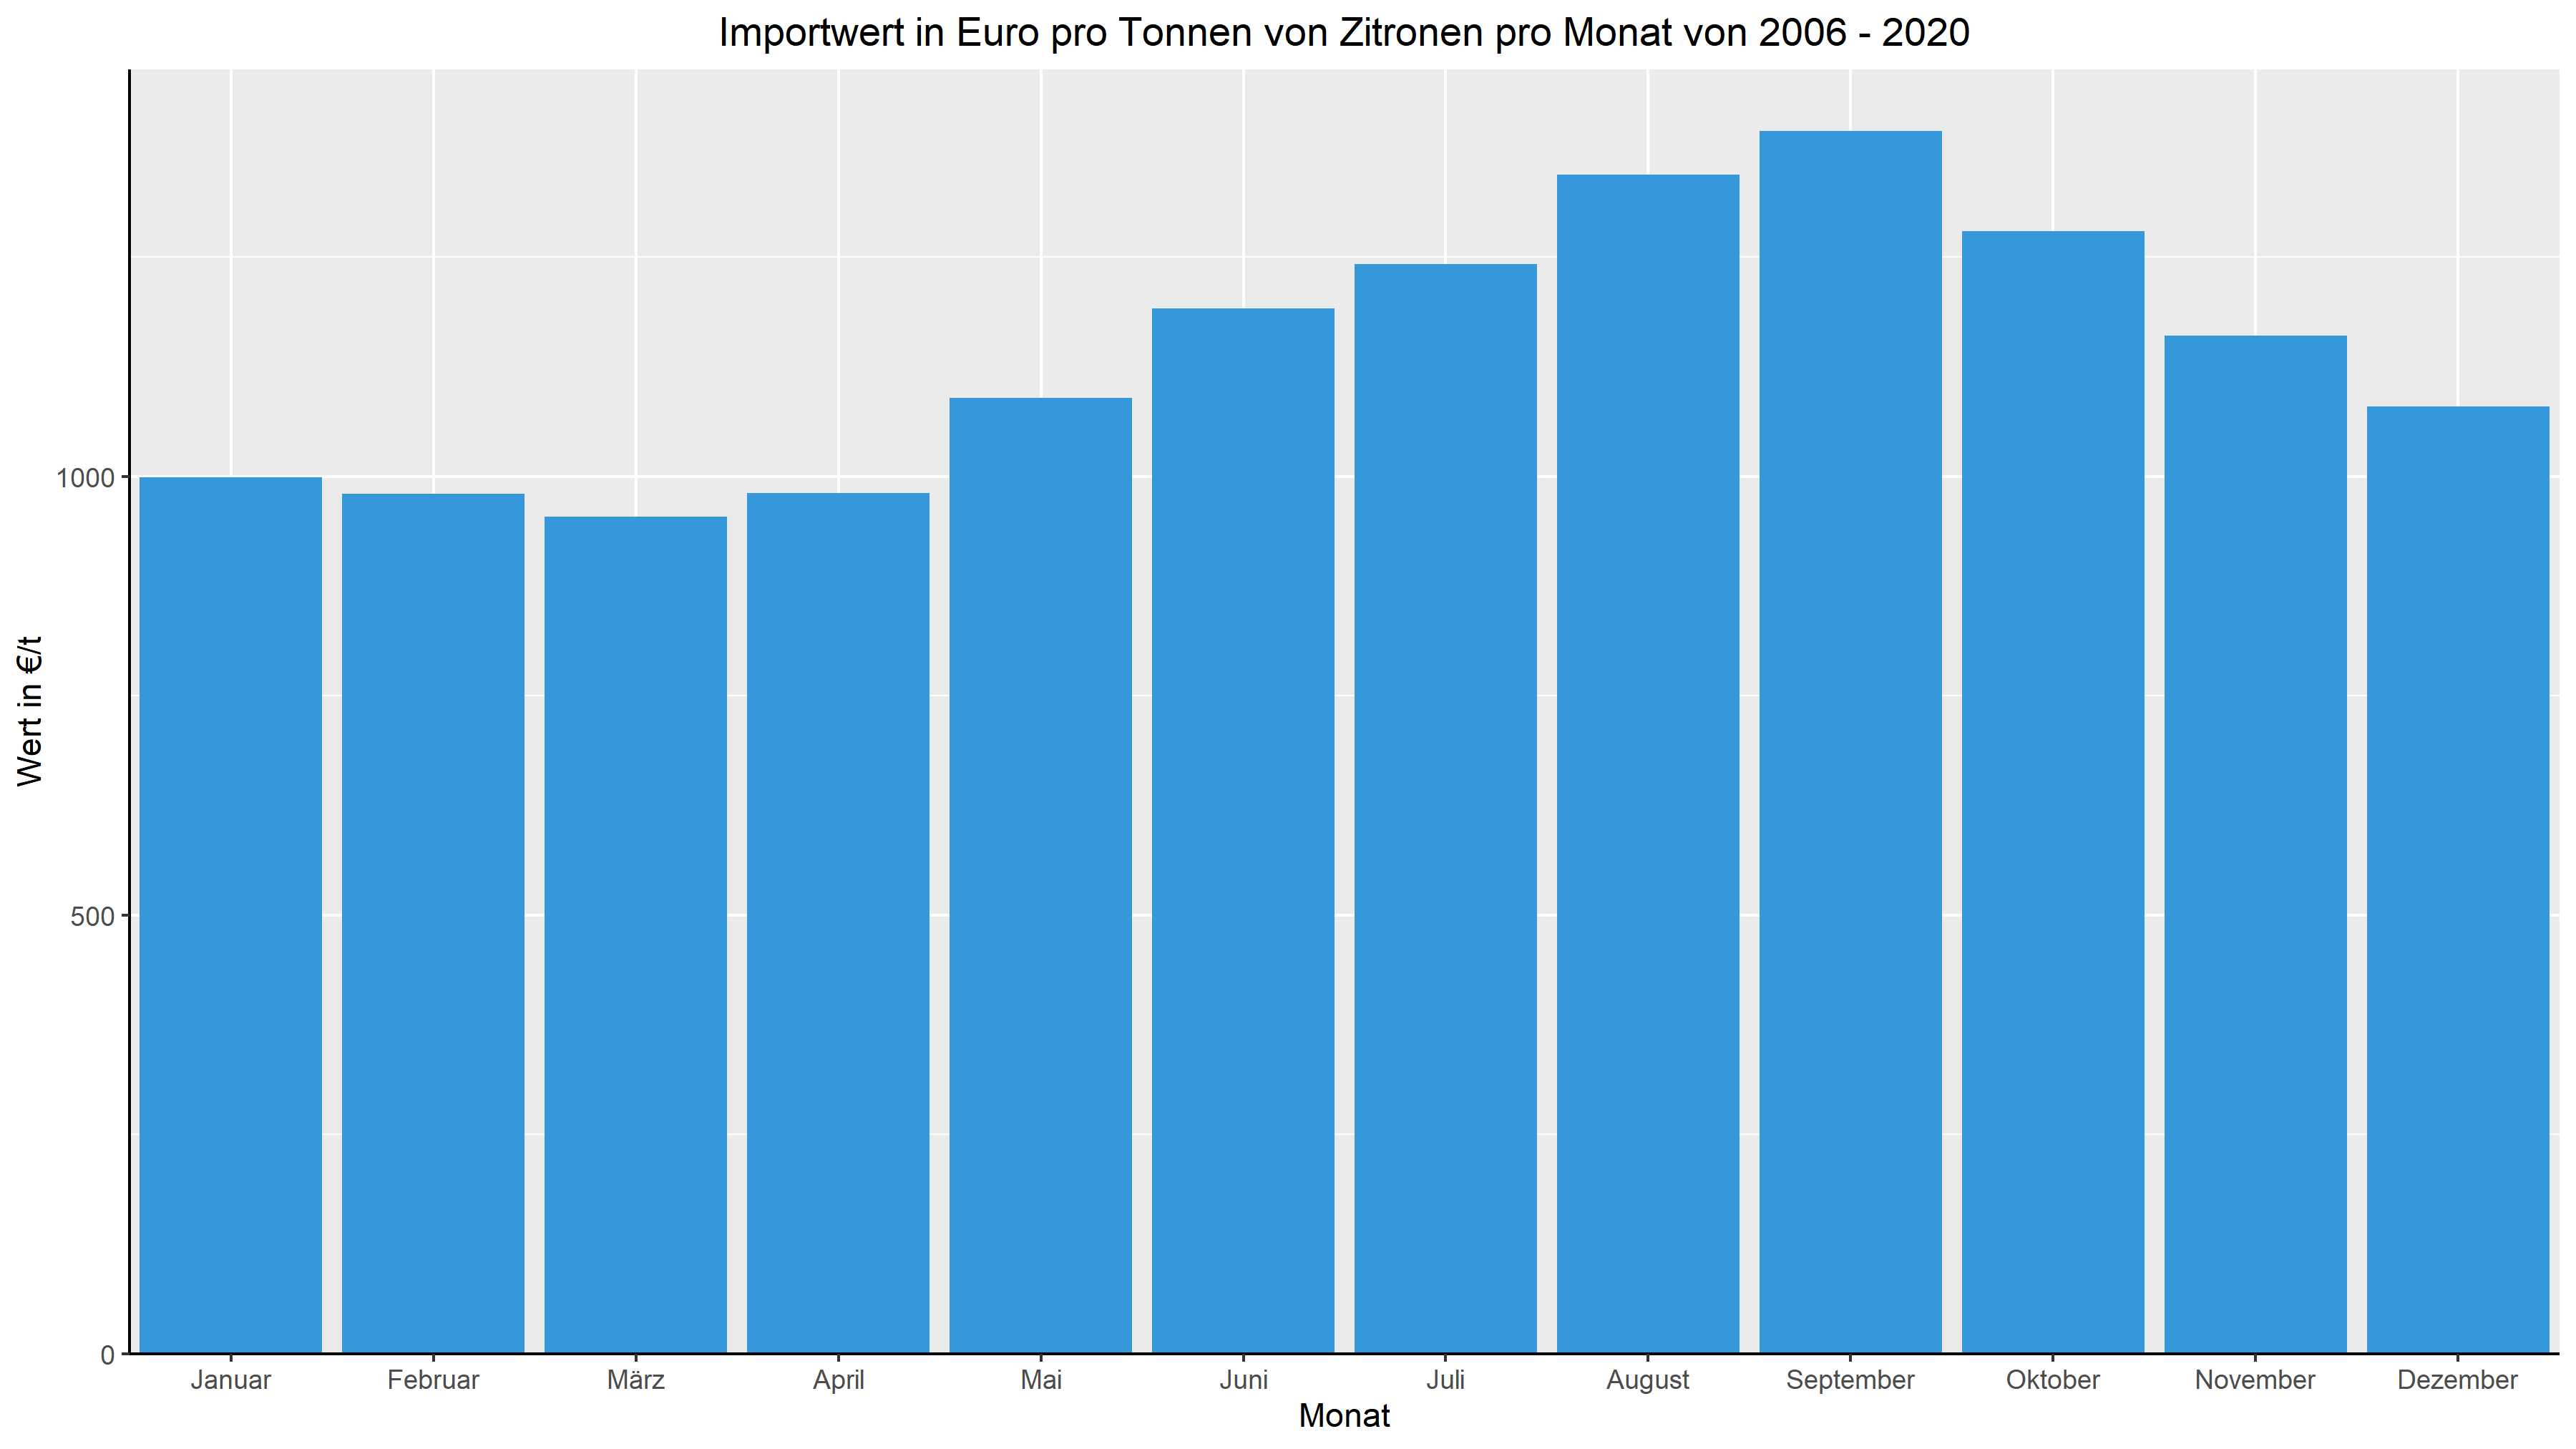 Importwert in Euro pro Tonnen von Zitronen pro Monat von 2006 - 2020
Wert in €/t
1000
500
0
Januar Februar März April Mai Juni Juli August September Oktober November Dezember
Monat